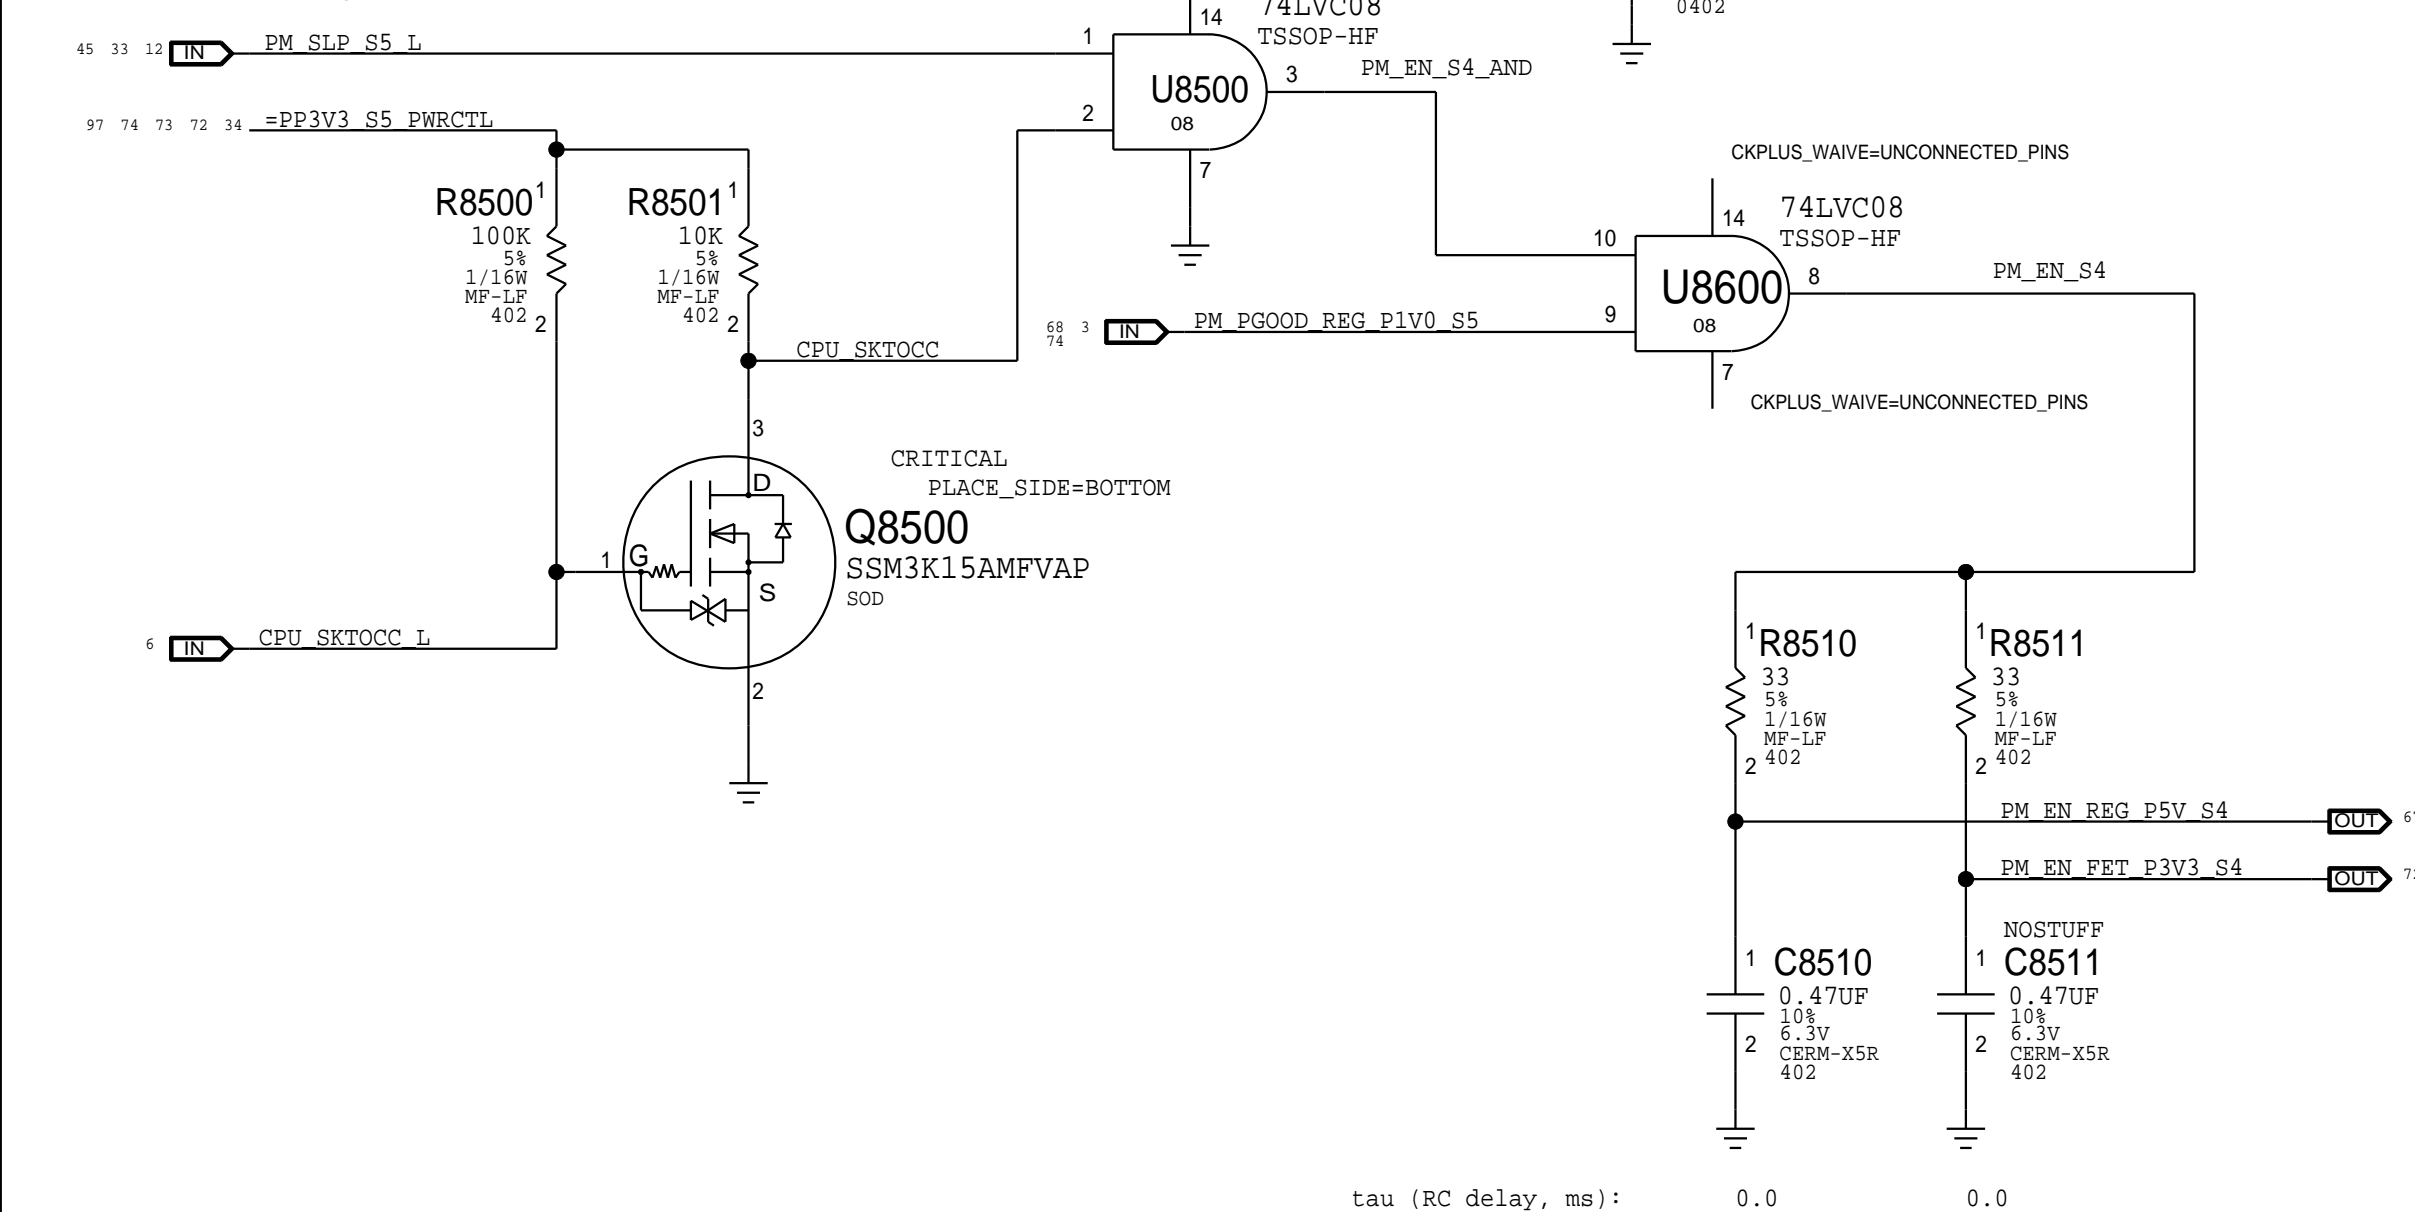 74LVC08
TSSOP-HF
14
0402
45 33 12 IN PM_SLP_S5_L
1
U8500
08
3
PM_EN_S4_AND
2
7
97 74 73 72 34 =PP3V3_S5_PWRCTL
R8500
1
100K
5%
1/16W
MF-LF
402
2
R8501
1
10K
5%
1/16W
MF-LF
402
2
CPU_SKTOCC
CKPLUS_WAIVE=UNCONNECTED_PINS
14
74LVC08
TSSOP-HF
10
U8600
08
8
PM_EN_S4
9
7
68 3
74
IN PM_PGOOD_REG_P1V0_S5
CKPLUS_WAIVE=UNCONNECTED_PINS
3
CRITICAL
PLACE_SIDE=BOTTOM
D
Q8500
SSM3K15AMFVAP
SOD
1
G
S
2
6 IN CPU_SKTOCC_L
1
R8510
33
5%
1/16W
MF-LF
402
2
1
R8511
33
5%
1/16W
MF-LF
402
2
PM_EN_REG_P5V_S4 OUT
PM_EN_FET_P3V3_S4 OUT
1
C8510
0.47UF
10%
6.3V
CERM-X5R
402
2
NOSTUFF
1
C8511
0.47UF
10%
6.3V
CERM-X5R
402
2
tau (RC delay, ms): 0.0 0.0